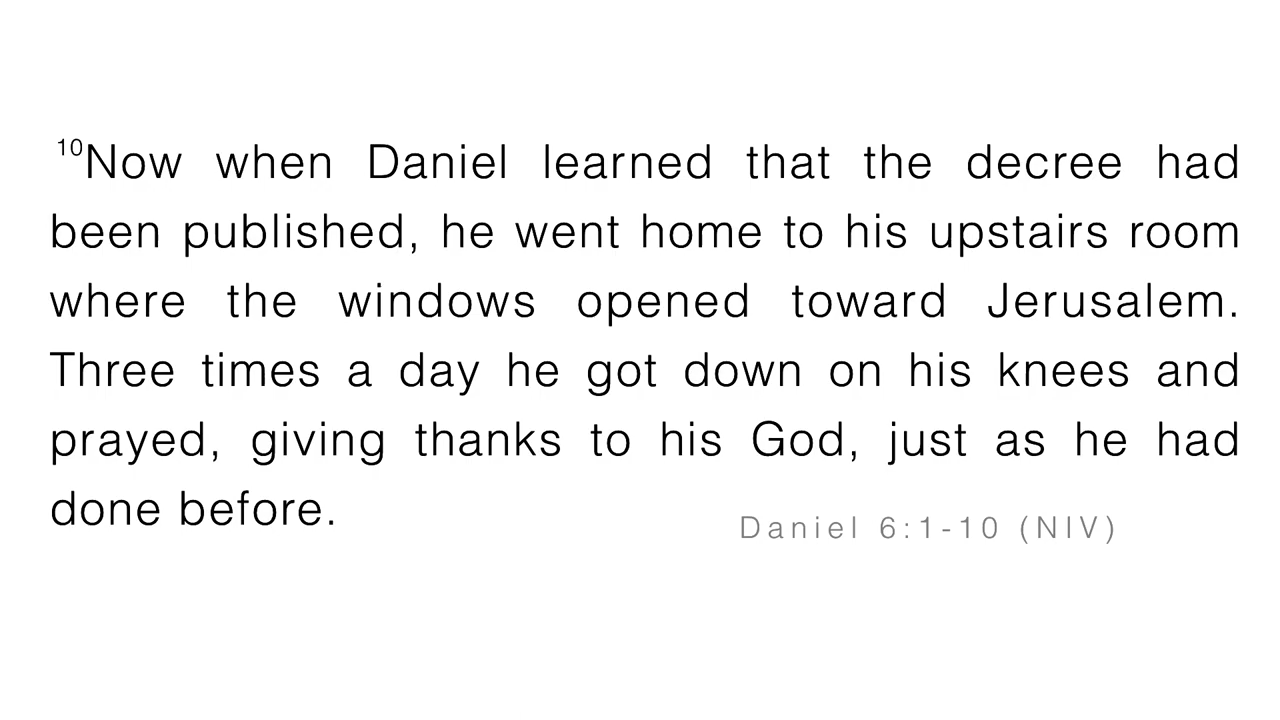 10Now when Daniel learned that the decree had
been published, he went home to his upstairs room
where the windows opened toward Jerusalem.
Three times a day he got down on his knees and
prayed, giving thanks to his God, just as he had
done before.
Daniel 6:1-10 (NIV)